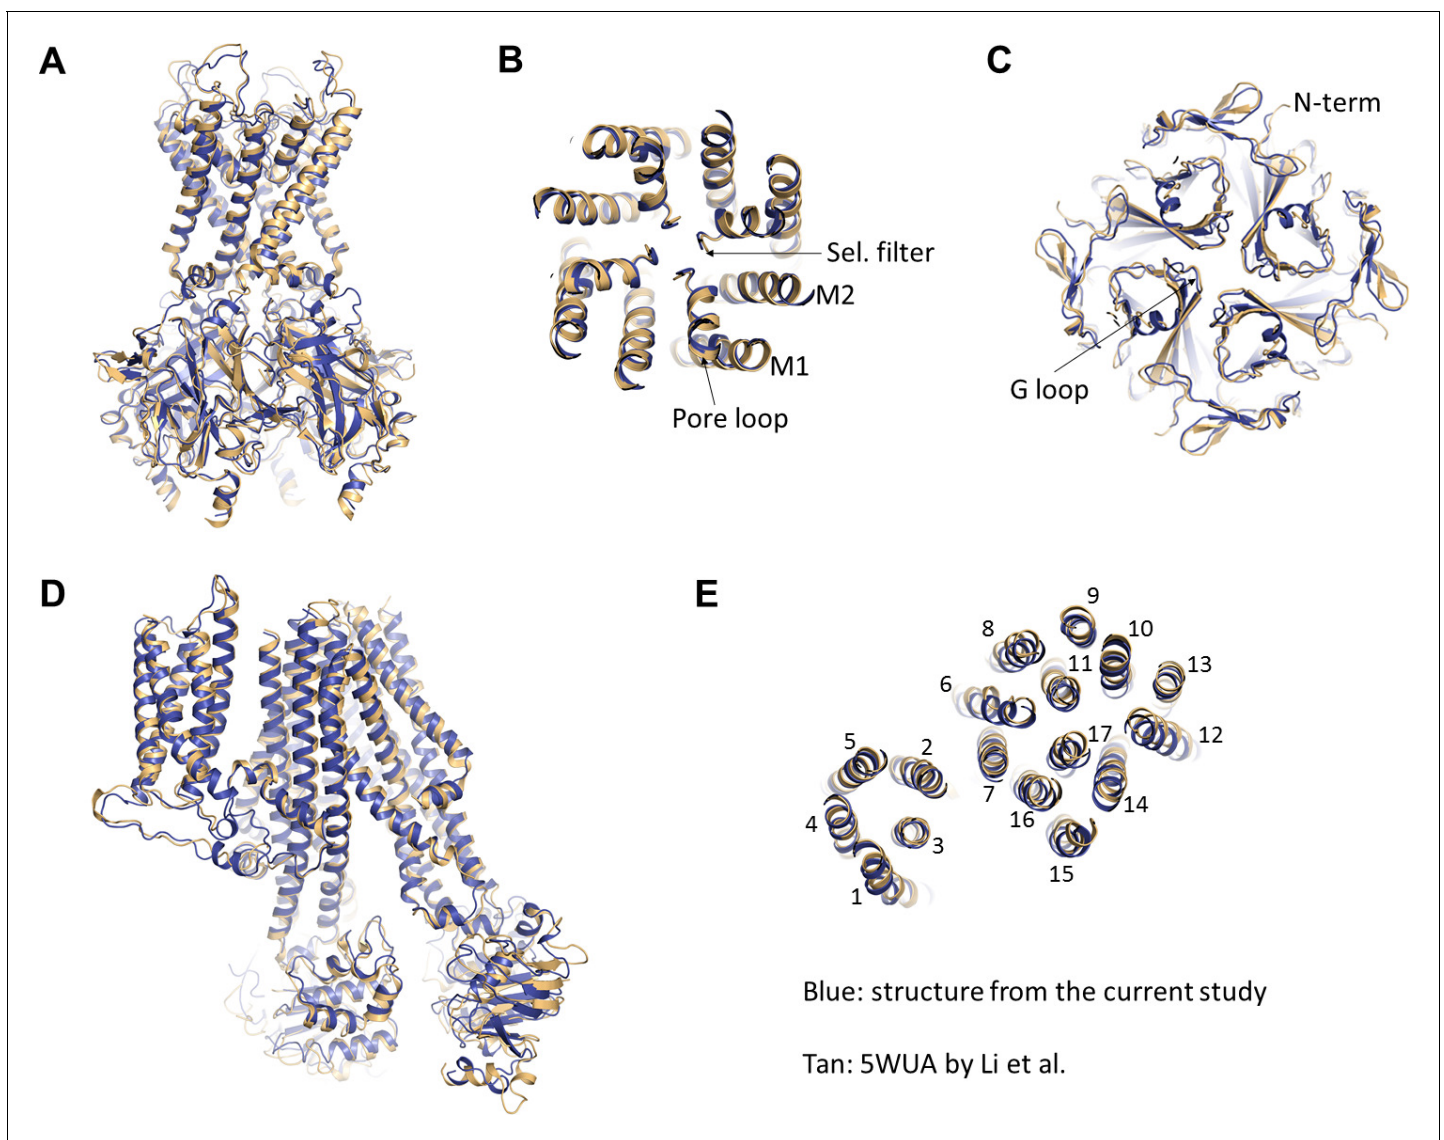 A
B
C
N-term
Sel. filter
M2
M1
Pore loop
G loop
D
E
9
8
10
11
13
6
5
2
17
12
7
4
16
14
3
15
1
Blue: structure from the current study
Tan: 5WUA by Li et al.